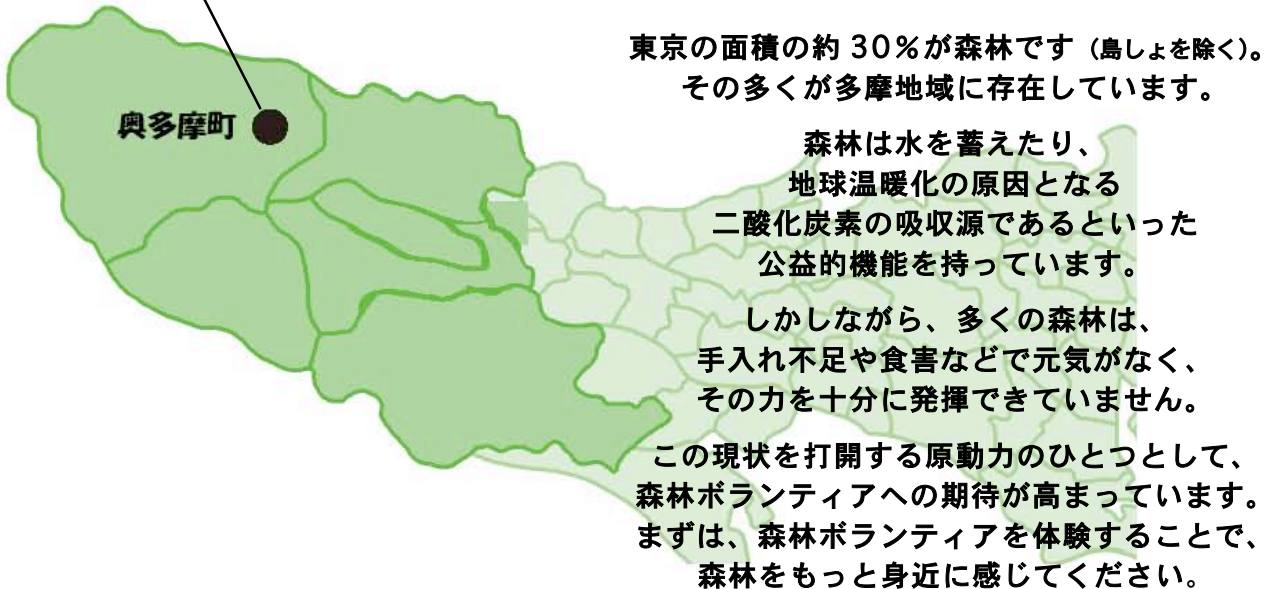 奥多摩町
東京の面積の約30%が森林です(島しょを除く)。
その多くが多摩地域に存在しています。
森林は水を蓄えたり、
地球温暖化の原因となる
二酸化炭素の吸収源であるといった
公益的機能を持っています。
しかしながら、多くの森林は、
手入れ不足や食害などで元気がなく、
その力を十分に発揮できていません。
この現状を打開する原動力のひとつとして、
森林ボランティアへの期待が高まっています。
まずは、森林ボランティアを体験することで、
森林をもっと身近に感じてください。